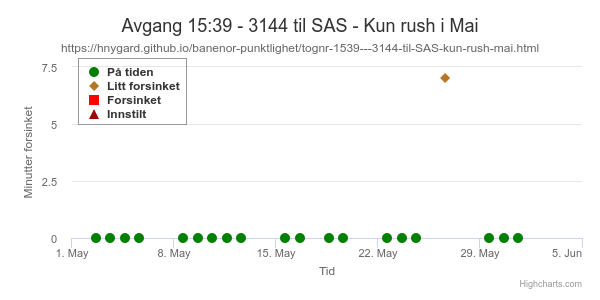 Avgang 15:39 - 3144 til SAS - Kun rush i Mai
https://hnygard.github.io/banenor-punktlighet/tognr-1539---3144-til-SAS-kun-rush-mai.html
På tiden
Litt forsinket
Forsinket
Innstilt
Minutter forsinket
7.5
5
2.5
0
1. May 8. May 15. May 22. May 29. May 5. Jun
Tid
Highcharts.com